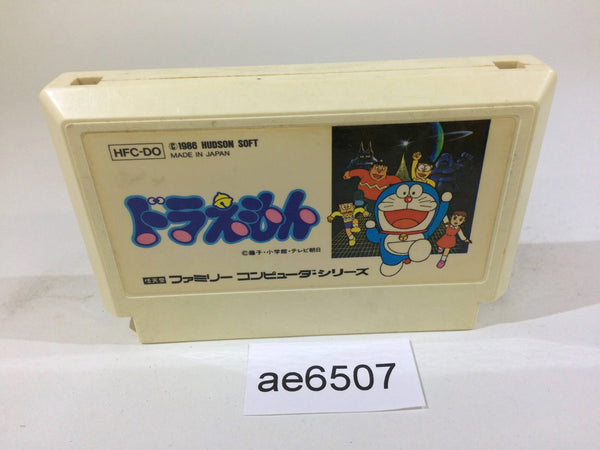 HFC-DO
©1986 HUDSON SOFT
MADE IN JAPAN
ドラえもん
©藤子・小学館・テレビ朝日
任天堂 ファミリー コンピュータ・シリーズ
ae6507